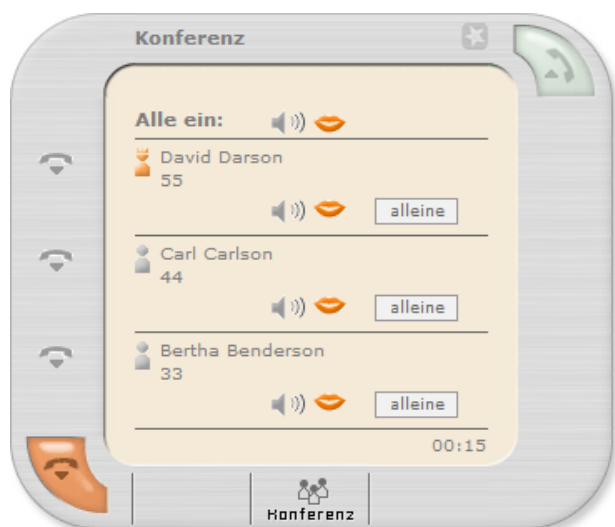 Konferenz
Alle ein:
David Darson
55
alleine
Carl Carlson
44
alleine
Bertha Benderson
33
alleine
00:15
Konferenz